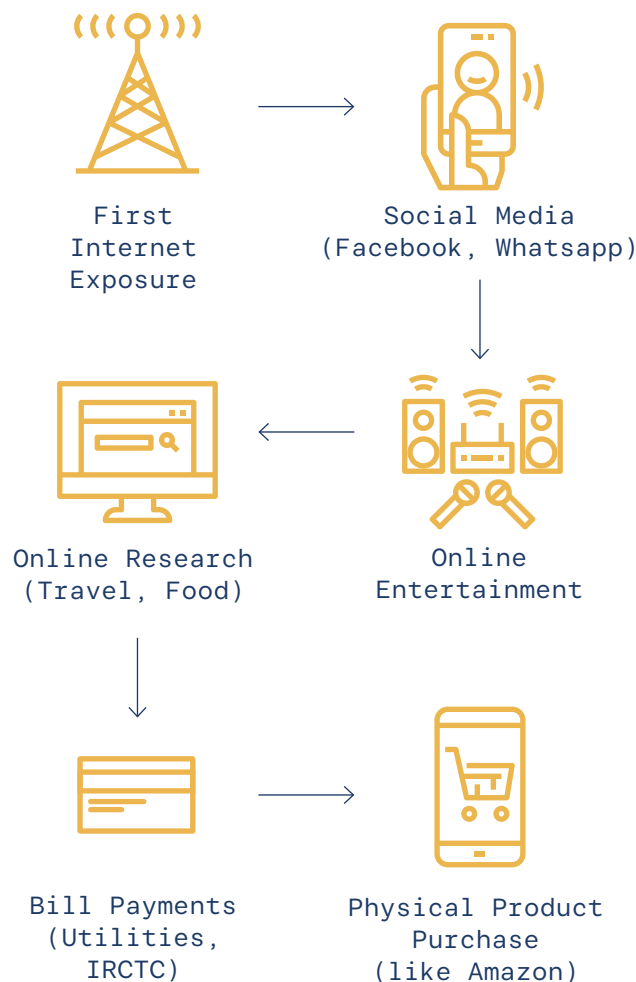 First
Internet
Exposure
Social Media
(Facebook, Whatsapp)
Online
Entertainment
Online Research
(Travel, Food)
Bill Payments
(Utilities,
IRCTC)
Physical Product
Purchase
(like Amazon)